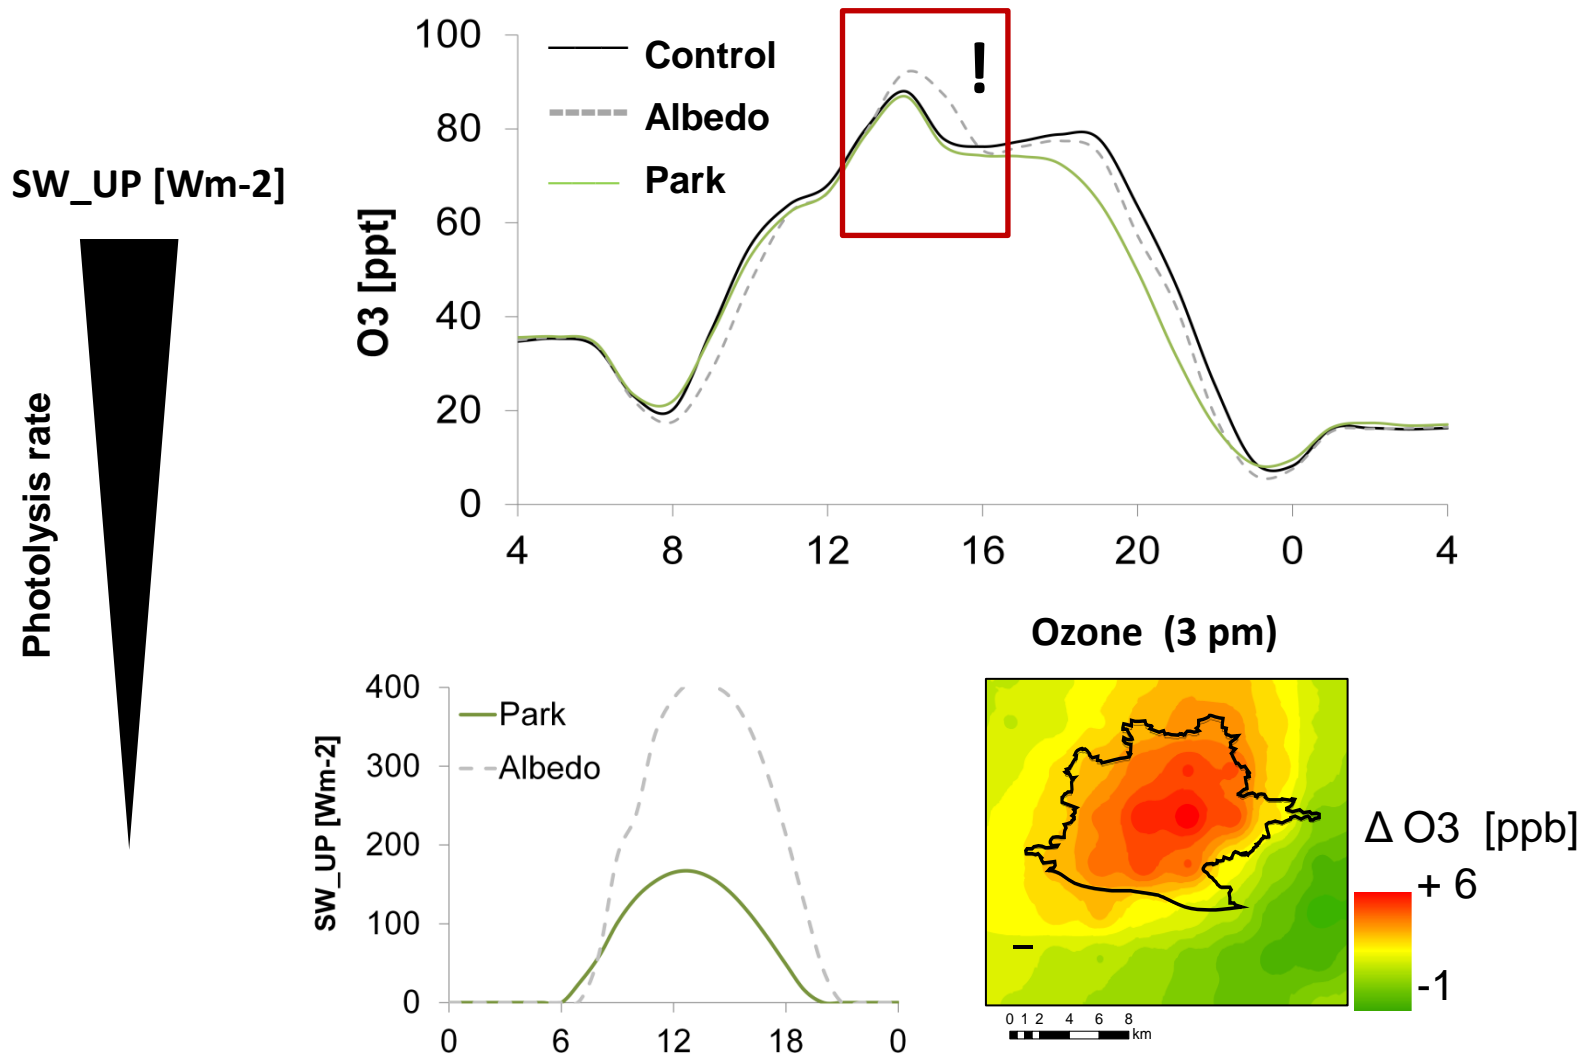 SW_UP [Wm-2]
Photolysis rate
O3 [ppt]
100
80
60
40
20
0
Control
Albedo
Park
!
4 8 12 16 20 0 4
SW_UP [Wm-2]
400
300
200
100
0
Park
Albedo
0 6 12 18 0
Ozone (3 pm)
Δ O3 [ppb]
+ 6
-1
0 1 2 4 6 8
km